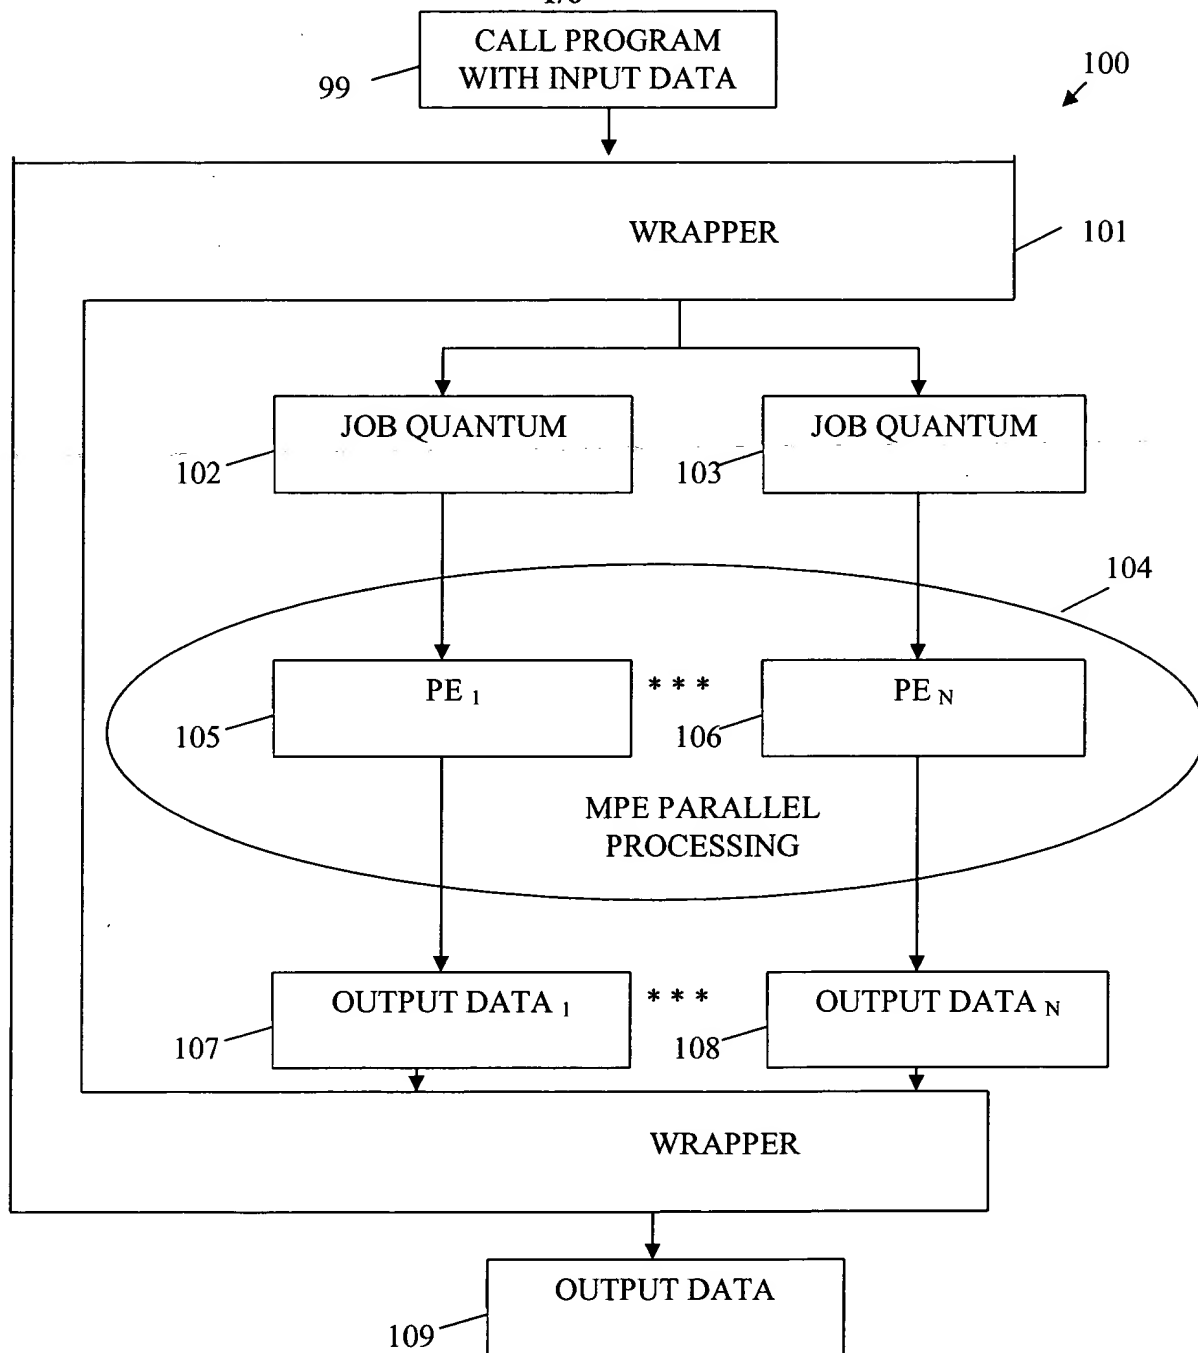 CALL PROGRAM
WITH INPUT DATA
99
100
WRAPPER
101
JOB QUANTUM
JOB QUANTUM
102
103
104
PE 1
* * *
PE N
105
106
MPE PARALLEL
PROCESSING
OUTPUT DATA 1
* * *
OUTPUT DATA N
107
108
WRAPPER
OUTPUT DATA
109